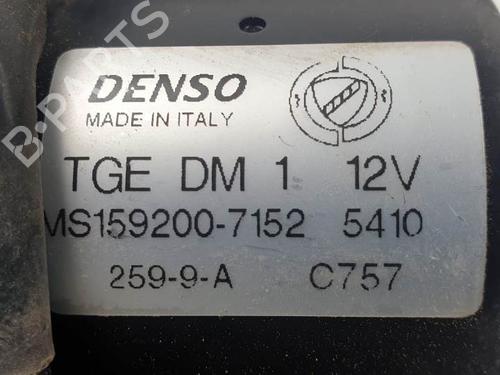 B-PARTS
DENSO
MADE IN ITALY
TGE DM 1 12V
MS159200-7152 5410
259-9-A C757